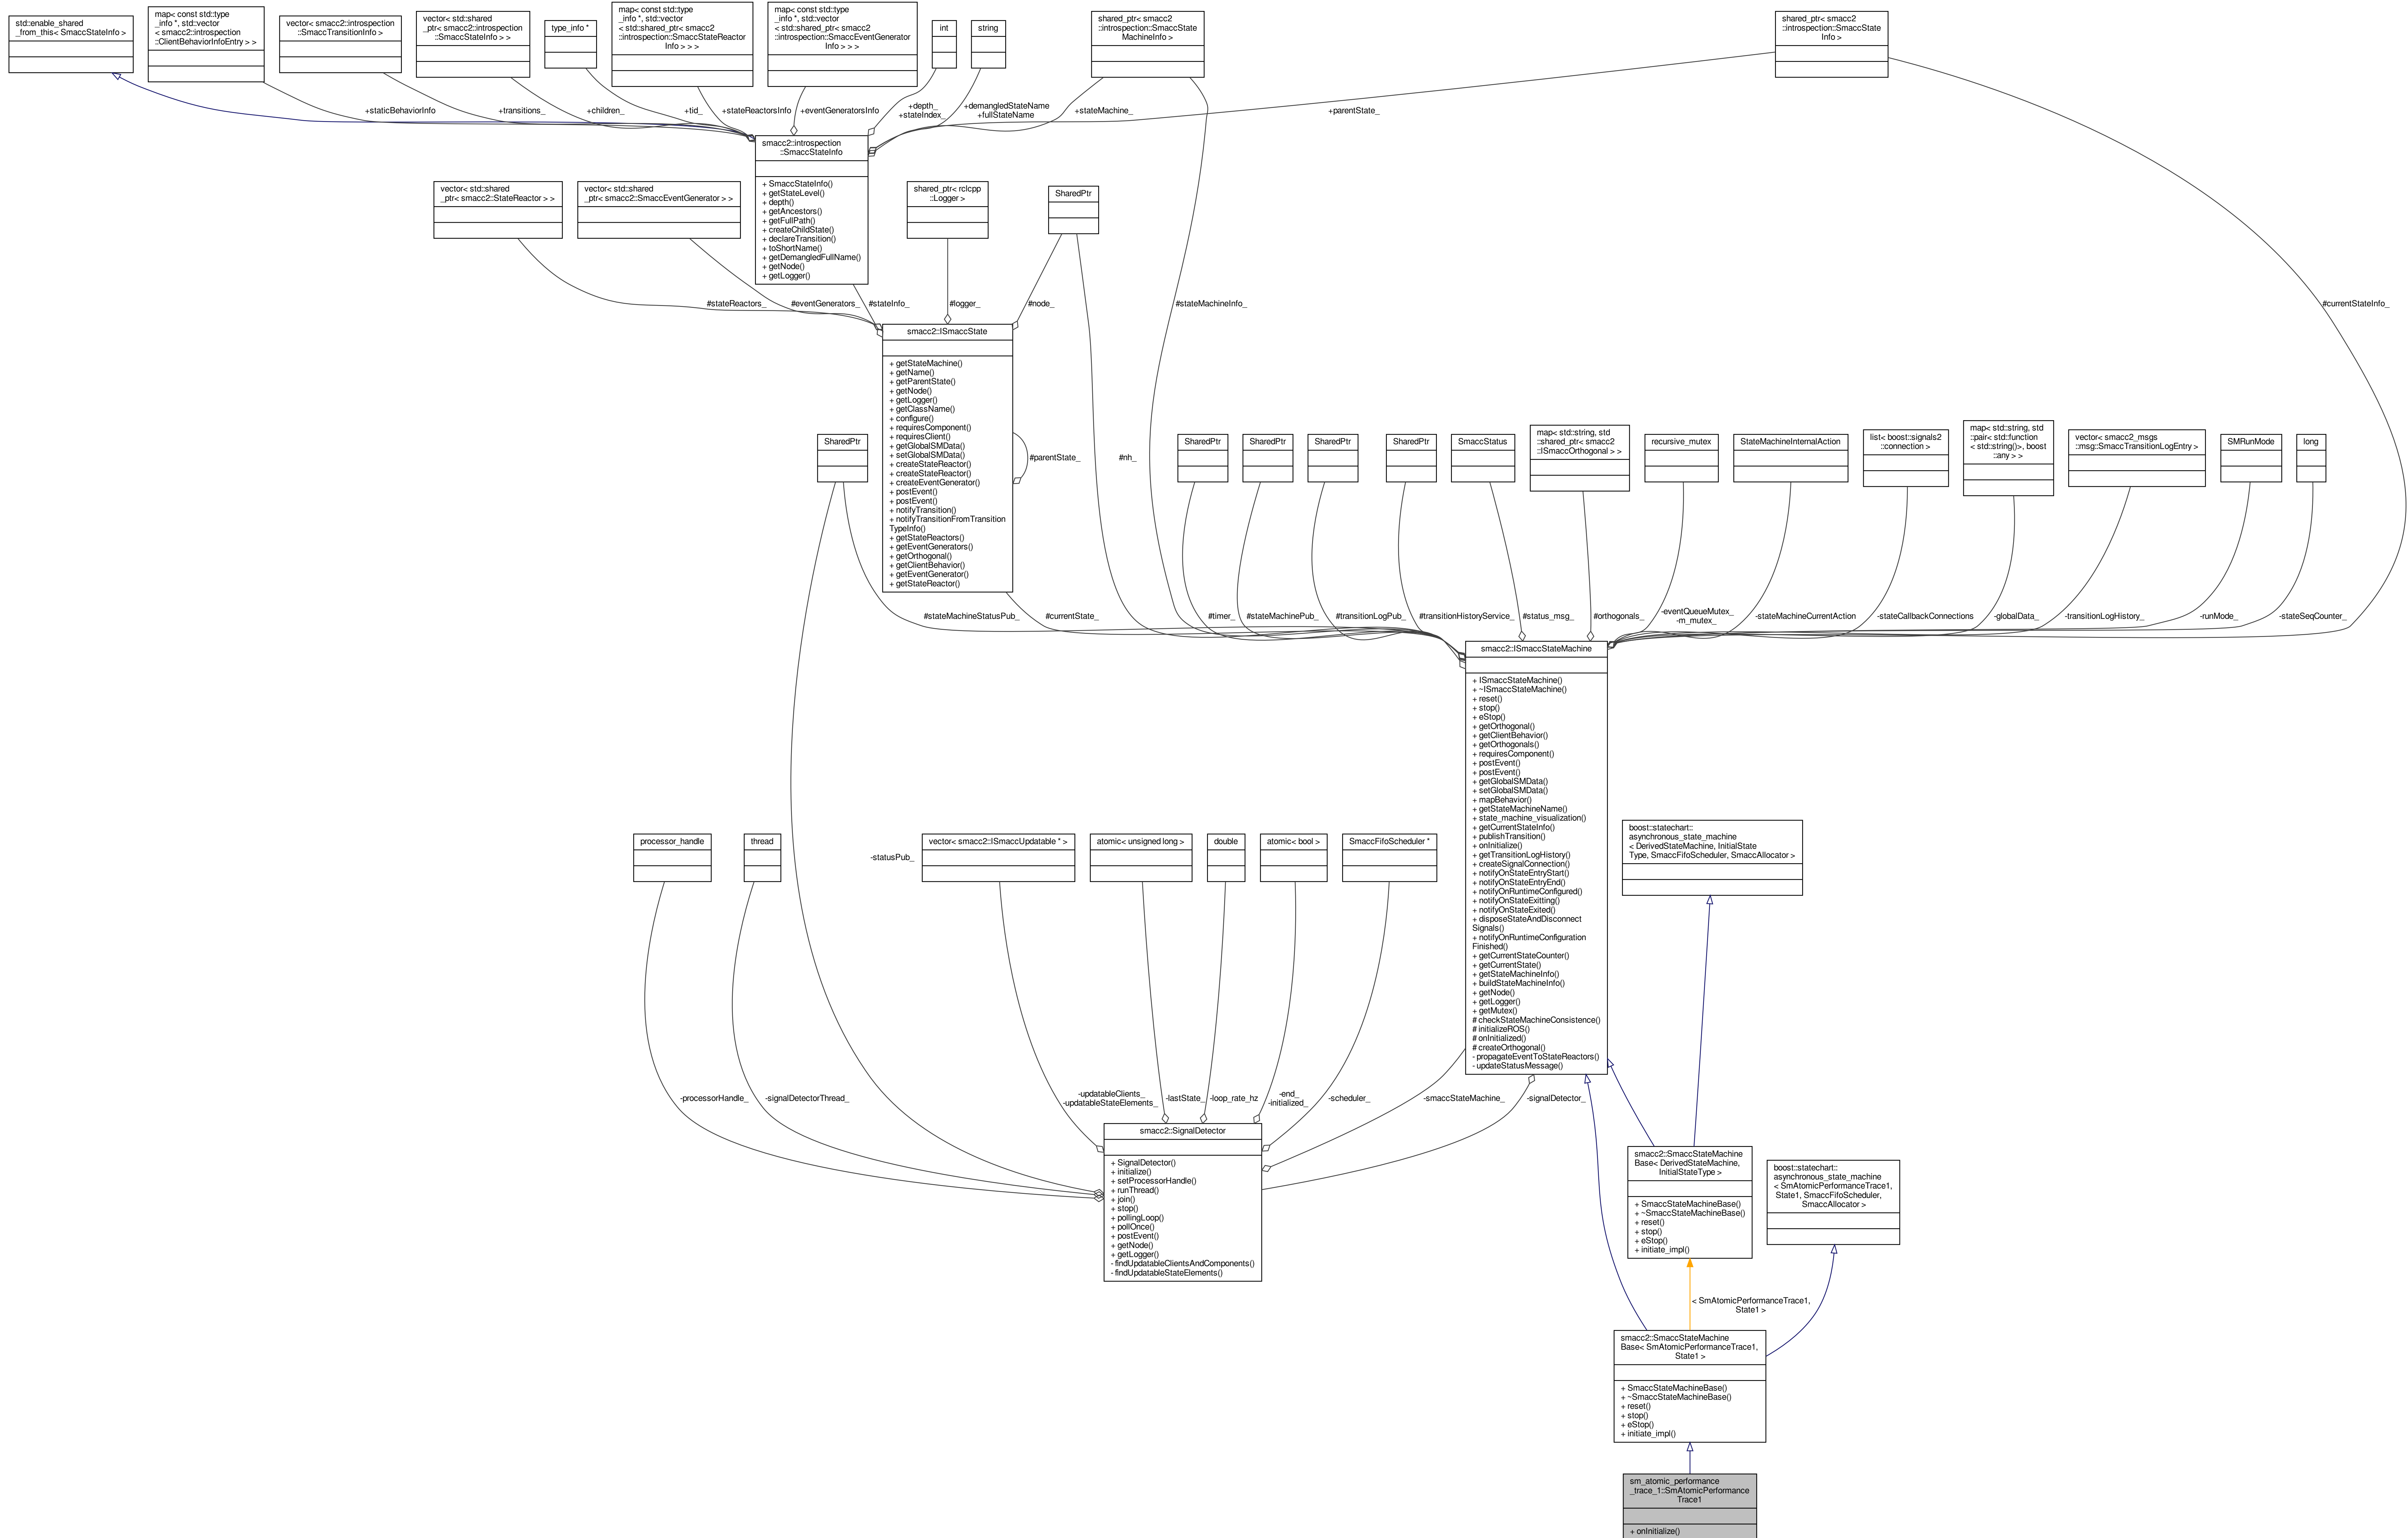 std::enable_shared
_from_this< SmaccStateInfo >
map< const std::type
_info *, std::vector
< smacc2::introspection
::ClientBehaviorInfoEntry > >
vector< smacc2::introspection
::SmaccTransitionInfo >
vector< std::shared
_ptr< smacc2::introspection
::SmaccStateInfo > >
type_info *
map< const std::type
_info *, std::vector
< std::shared_ptr< smacc2
::introspection::SmaccStateReactor
Info > > >
map< const std::type
_info *, std::vector
< std::shared_ptr< smacc2
::introspection::SmaccEventGenerator
Info > > >
int
string
shared_ptr< smacc2
::introspection::SmaccState
MachineInfo >
shared_ptr< smacc2
::introspection::SmaccState
Info >
+staticBehaviorInfo
+transitions_
+children_
+tid_
+stateReactorsInfo
+eventGeneratorsInfo
+depth_
+stateIndex_
+demangledStateName
+fullStateName
+stateMachine_
+parentState_
smacc2::introspection
::SmaccStateInfo
+ SmaccStateInfo()
+ getStateLevel()
+ depth()
+ getAncestors()
+ getFullPath()
+ createChildState()
+ declareTransition()
+ toShortName()
+ getDemangledFullName()
+ getNode()
+ getLogger()
vector< std::shared
_ptr< smacc2::StateReactor > >
vector< std::shared
_ptr< smacc2::SmaccEventGenerator > >
shared_ptr< rclcpp
::Logger >
SharedPtr
#stateReactors_
#eventGenerators_
#stateInfo_
#logger_
#node_
#stateMachineInfo_
#currentStateInfo_
smacc2::ISmaccState
+ getStateMachine()
+ getName()
+ getParentState()
+ getNode()
+ getLogger()
+ getClassName()
+ configure()
+ requiresComponent()
+ requiresClient()
+ getGlobalSMData()
+ setGlobalSMData()
+ createStateReactor()
+ createStateReactor()
+ createEventGenerator()
+ postEvent()
+ postEvent()
+ notifyTransition()
+ notifyTransitionFromTransition
TypeInfo()
+ getStateReactors()
+ getEventGenerators()
+ getOrthogonal()
+ getClientBehavior()
+ getEventGenerator()
+ getStateReactor()
#parentState_
#nh_
SharedPtr
SharedPtr
SharedPtr
SharedPtr
SharedPtr
SmaccStatus
map< std::string, std
::shared_ptr< smacc2
::ISmaccOrthogonal > >
recursive_mutex
StateMachineInternalAction
list< boost::signals2
::connection >
map< std::string, std
::pair< std::function
< std::string()>, boost
::any > >
vector< smacc2_msgs
::msg::SmaccTransitionLogEntry >
SMRunMode
long
#stateMachineStatusPub_
#currentState_
#timer_
#stateMachinePub_
#transitionLogPub_
#transitionHistoryService_
#status_msg_
#orthogonals_
-eventQueueMutex_
-m_mutex_
-stateMachineCurrentAction
-stateCallbackConnections
-globalData_
-transitionLogHistory_
-runMode_
-stateSeqCounter_
smacc2::ISmaccStateMachine
+ ISmaccStateMachine()
+ ~ISmaccStateMachine()
+ reset()
+ stop()
+ eStop()
+ getOrthogonal()
+ getClientBehavior()
+ getOrthogonals()
+ requiresComponent()
+ postEvent()
+ postEvent()
+ getGlobalSMData()
+ setGlobalSMData()
+ mapBehavior()
+ getStateMachineName()
+ state_machine_visualization()
+ getCurrentStateInfo()
+ publishTransition()
+ onInitialize()
+ getTransitionLogHistory()
+ createSignalConnection()
+ notifyOnStateEntryStart()
+ notifyOnStateEntryEnd()
+ notifyOnRuntimeConfigured()
+ notifyOnStateExitting()
+ notifyOnStateExited()
+ disposeStateAndDisconnect
Signals()
+ notifyOnRuntimeConfiguration
Finished()
+ getCurrentStateCounter()
+ getCurrentState()
+ getStateMachineInfo()
+ buildStateMachineInfo()
+ getNode()
+ getLogger()
+ getMutex()
# checkStateMachineConsistence()
# initializeROS()
# onInitialized()
# createOrthogonal()
- propagateEventToStateReactors()
- updateStatusMessage()
processor_handle
thread
-statusPub_
vector< smacc2::ISmaccUpdatable * >
atomic< unsigned long >
double
atomic< bool >
SmaccFifoScheduler *
boost::statechart::
asynchronous_state_machine
< DerivedStateMachine, InitialState
Type, SmaccFifoScheduler, SmaccAllocator >
-processorHandle_
-signalDetectorThread_
-updatableClients_
-updatableStateElements_
-lastState_
-loop_rate_hz
-end_
-initialized_
-scheduler_
-smaccStateMachine_
-signalDetector_
smacc2::SignalDetector
+ SignalDetector()
+ initialize()
+ setProcessorHandle()
+ runThread()
+ join()
+ stop()
+ pollingLoop()
+ pollOnce()
+ postEvent()
+ getNode()
+ getLogger()
- findUpdatableClientsAndComponents()
- findUpdatableStateElements()
smacc2::SmaccStateMachine
Base< DerivedStateMachine,
InitialStateType >
+ SmaccStateMachineBase()
+ ~SmaccStateMachineBase()
+ reset()
+ stop()
+ eStop()
+ initiate_impl()
boost::statechart::
asynchronous_state_machine
< SmAtomicPerformanceTrace1,
State1, SmaccFifoScheduler,
SmaccAllocator >
< SmAtomicPerformanceTrace1,
State1 >
smacc2::SmaccStateMachine
Base< SmAtomicPerformanceTrace1,
State1 >
+ SmaccStateMachineBase()
+ ~SmaccStateMachineBase()
+ reset()
+ stop()
+ eStop()
+ initiate_impl()
sm_atomic_performance
_trace_1::SmAtomicPerformance
Trace1
+ onInitialize()